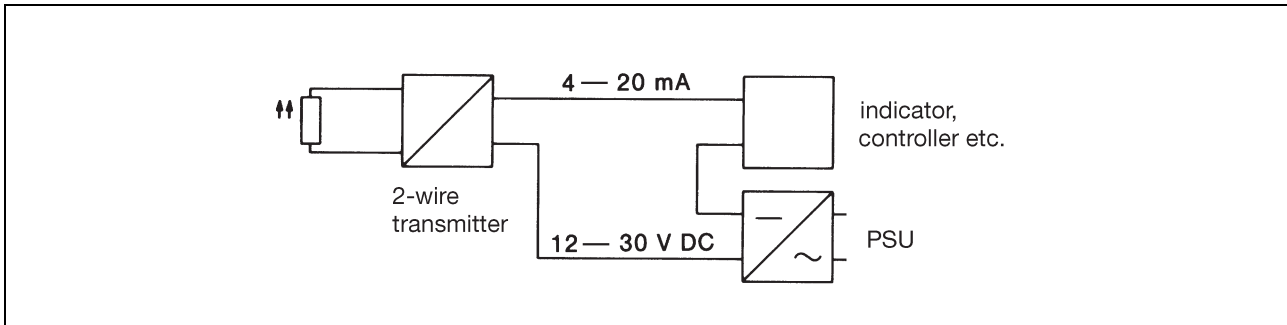 4 — 20 mA
indicator,
controller etc.
2-wire
transmitter
12 — 30 V DC
PSU